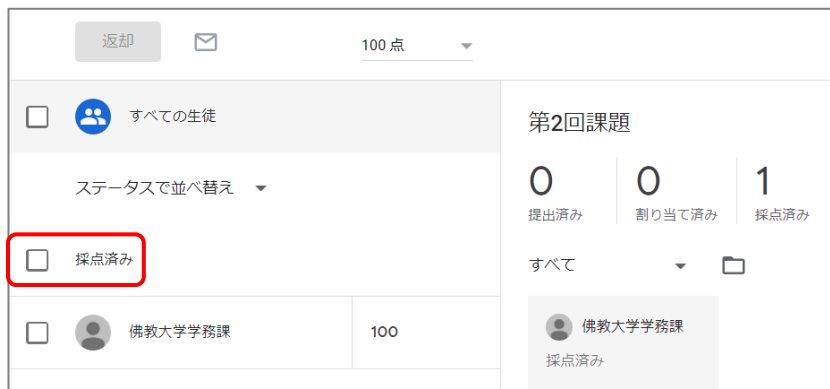 返却
100 点
すべての生徒
ステータスで並べ替え
採点済み
佛教大学学務課
100
第2回課題
0
提出済み
0
割り当て済み
1
採点済み
すべて
佛教大学学務課
採点済み